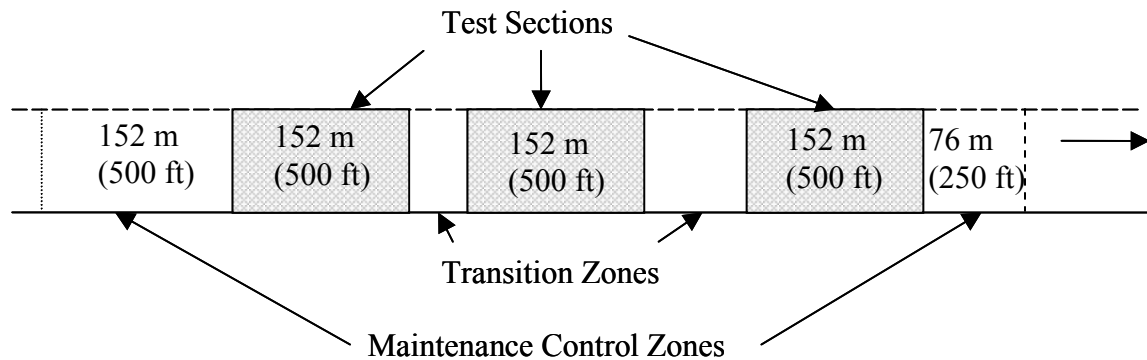 Test Sections
152 m
(500 ft)
152 m
(500 ft)
152 m
(500 ft)
152 m
(500 ft)
76 m
(250 ft)
Transition Zones
Maintenance Control Zones